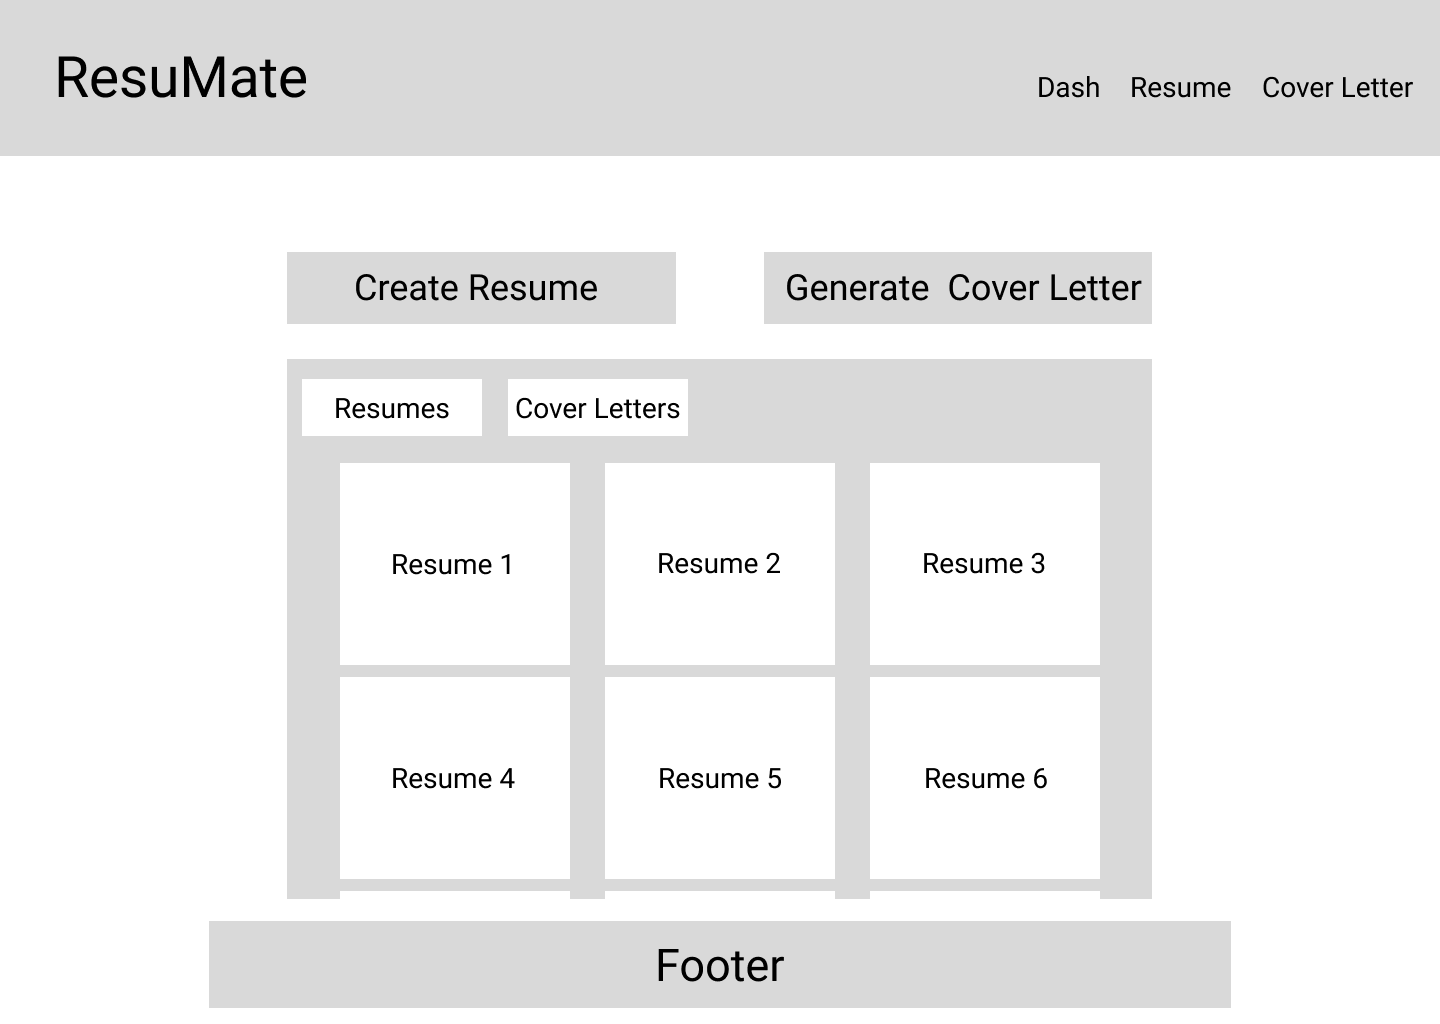 ResuMate
Dash Resume Cover Letter
Create Resume
Generate  Cover Letter
Resumes
Cover Letters
Resume 1
Resume 2
Resume 3
Resume 4
Resume 5
Resume 6
Footer